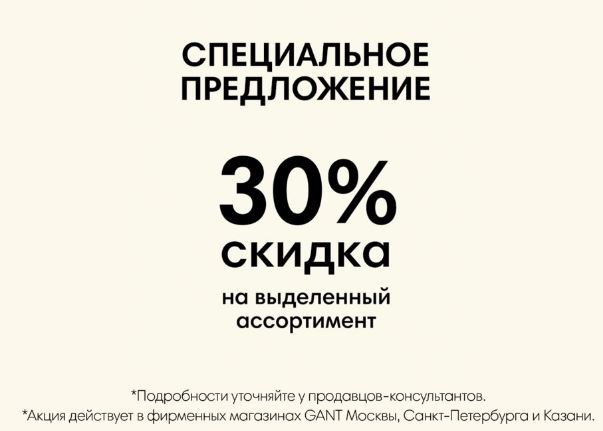 СПЕЦИАЛЬНОЕ
ПРЕДЛОЖЕНИЕ
30%
скидка
на выделенный
ассортимент
*Подробности уточняйте у продавцов-консультантов.
*Акция действует в фирменных магазинах GANT Москвы, Санкт-Петербурга и Казани.